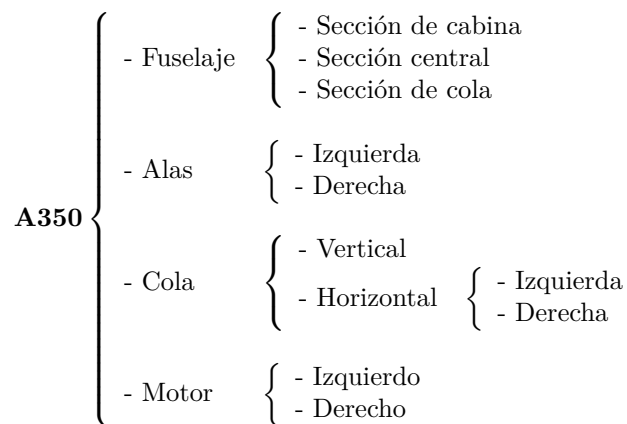 A350
- Fuselaje
- Sección de cabina
- Sección central
- Sección de cola
- Alas
- Izquierda
- Derecha
- Cola
- Vertical
- Horizontal
- Izquierda
- Derecha
- Motor
- Izquierdo
- Derecho